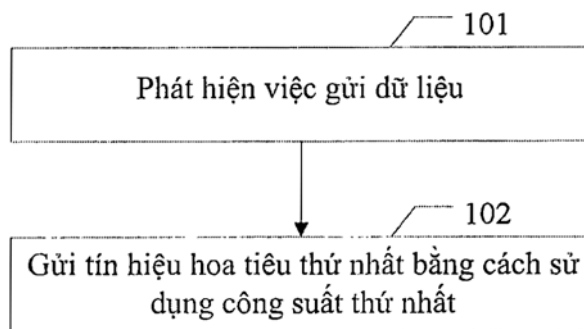 101
Phát hiện việc gửi dữ liệu
102
Gửi tín hiệu hoa tiêu thứ nhất bằng cách sử
dụng công suất thứ nhất